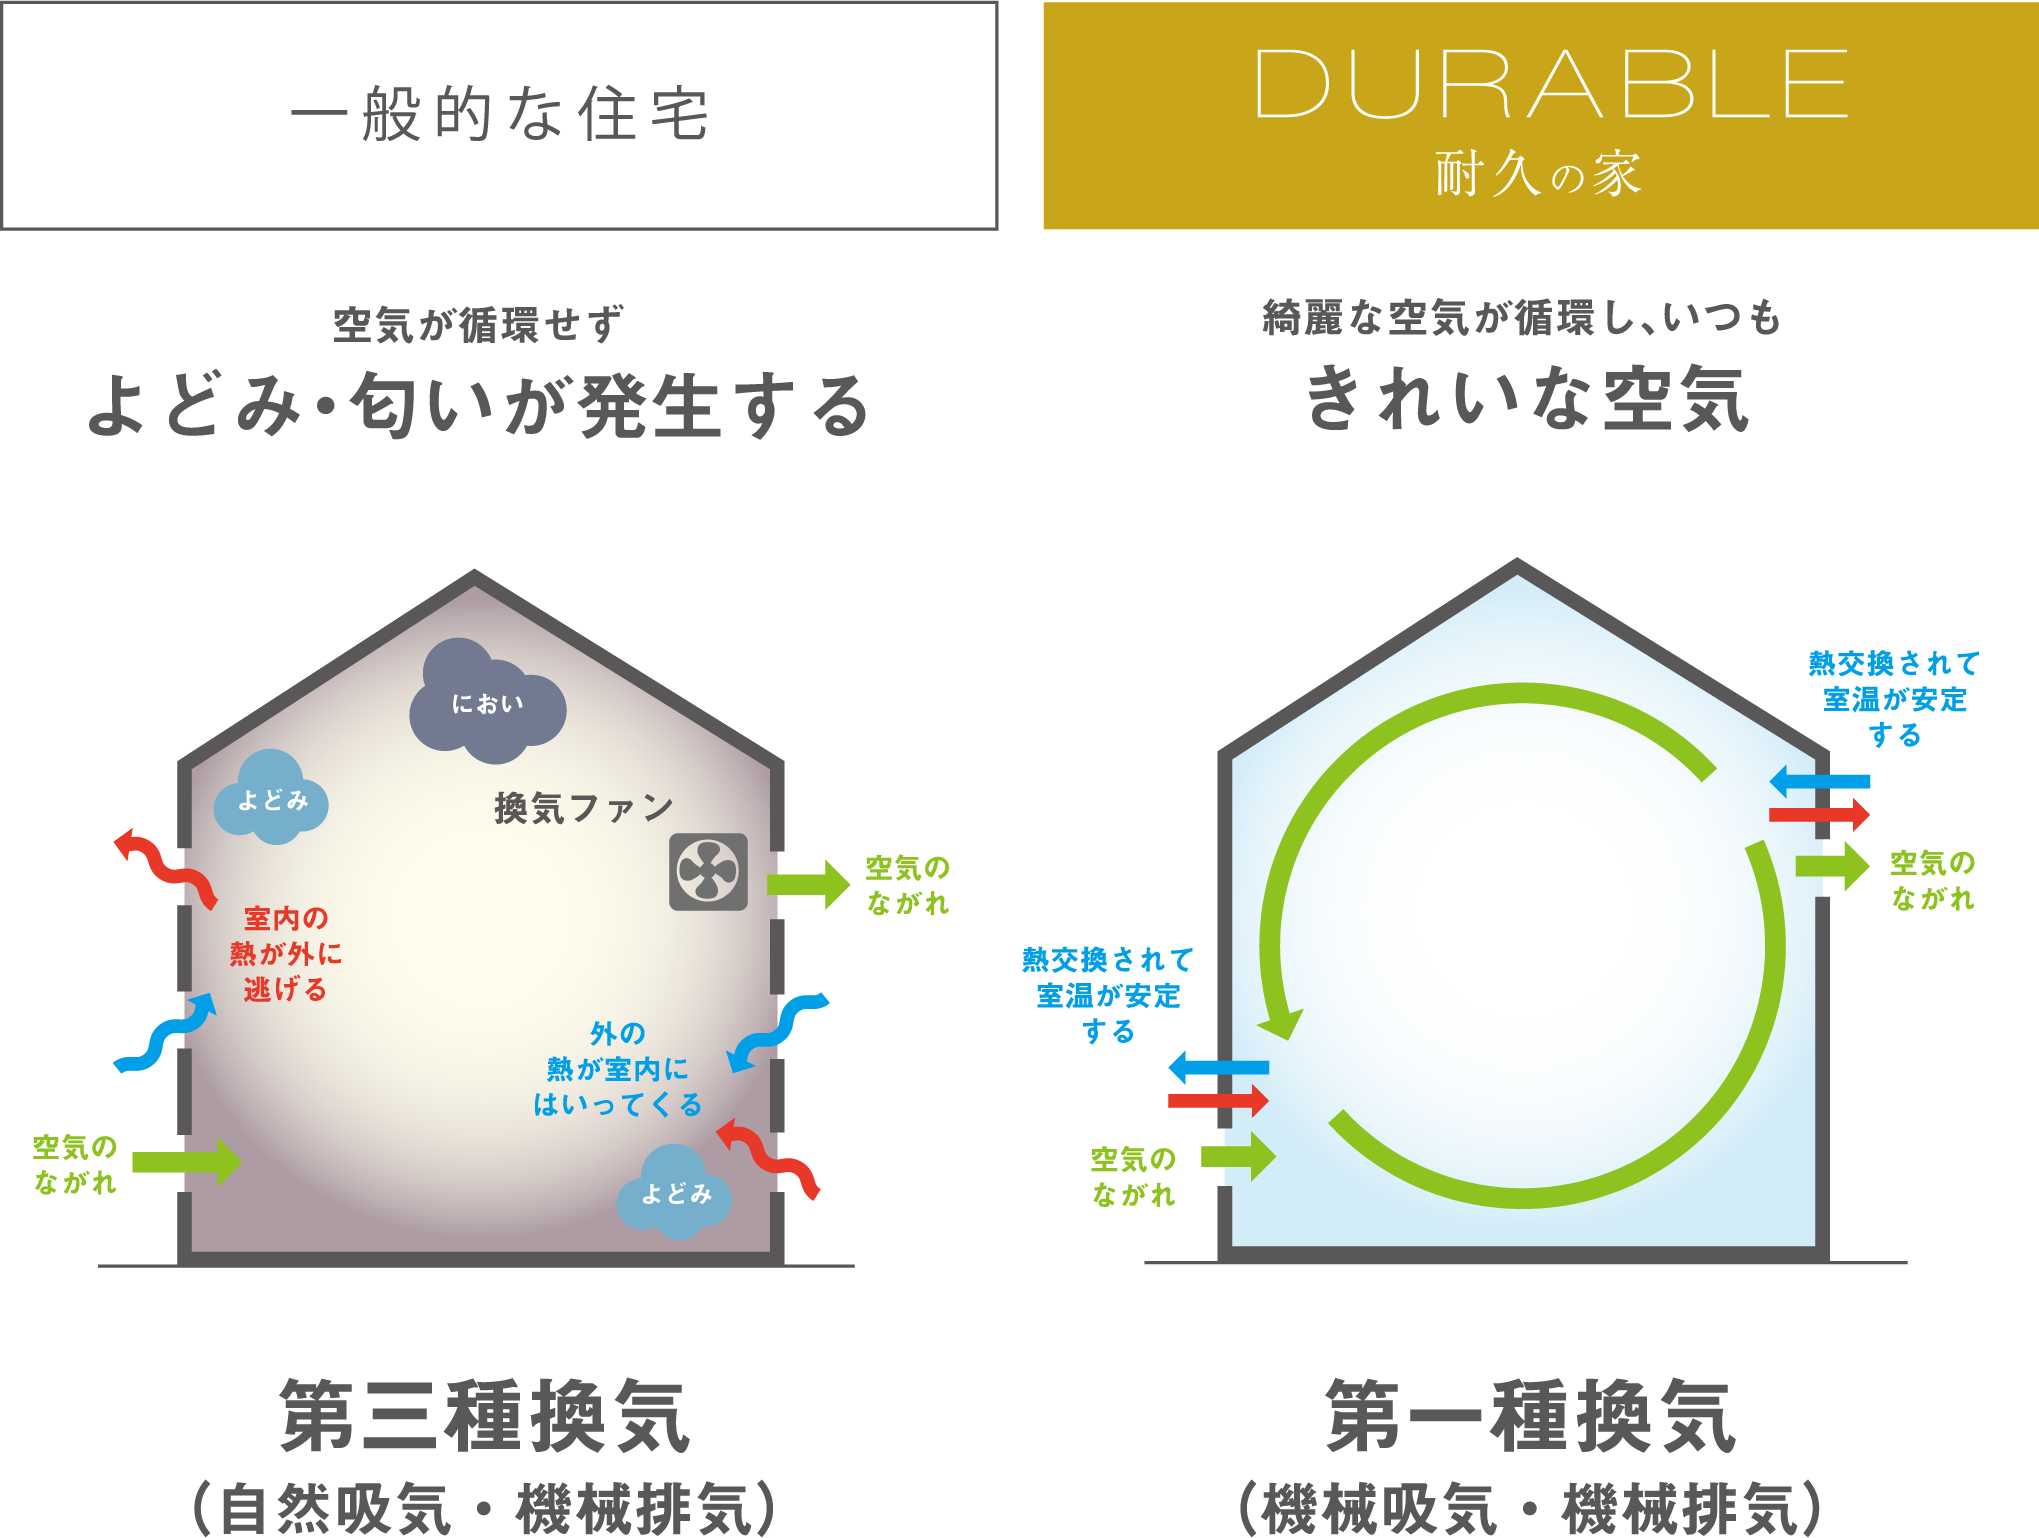 一般的な住宅
空気が循環せず
よどみ・匂いが発生する
におい
よどみ
換気ファン
空気の
ながれ
室内の
熱が外に
逃げる
外の
熱が室内に
はいってくる
空気の
ながれ
よどみ
第三種換気
（自然吸気・機械排気）
DURABLE
耐久の家
綺麗な空気が循環し、いつも
きれいな空気
熱交換されて
室温が安定
する
空気の
ながれ
熱交換されて
室温が安定
する
空気の
ながれ
第一種換気
（機械吸気・機械排気）